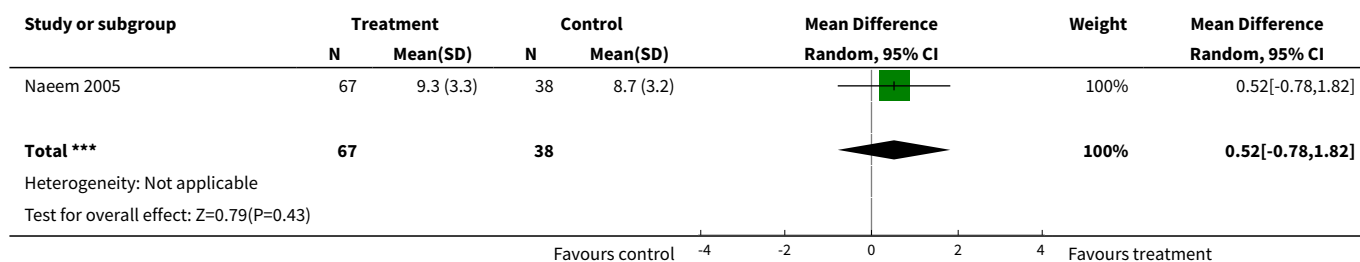 Study or subgroup Treatment Control Mean Difference Weight Mean Difference
N Mean(SD) N Mean(SD) Random, 95% CI Random, 95% CI
Naeem 2005 67 9.3 (3.3) 38 8.7 (3.2) 100% 0.52[-0.78,1.82]
Total *** 67 38 100% 0.52[-0.78,1.82]
Heterogeneity: Not applicable
Test for overall effect: Z=0.79(P=0.43)
Favours control -4 -2 0 2 4 Favours treatment